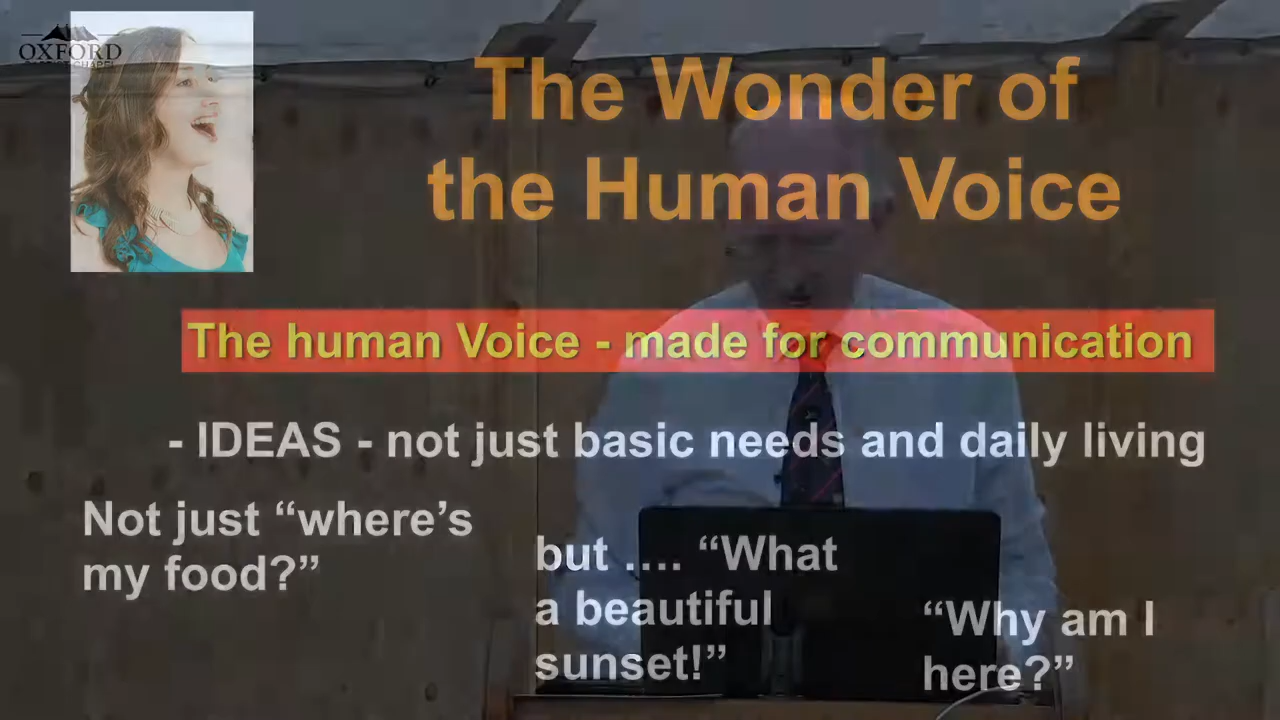 OXFORD
CHAPEL
The Wonder of
the Human Voice
The human Voice - made for communication
- IDEAS - not just basic needs and daily living
Not just “where’s
my food?”
but .... “What
a beautiful
sunset!”
“Why am I
here?”